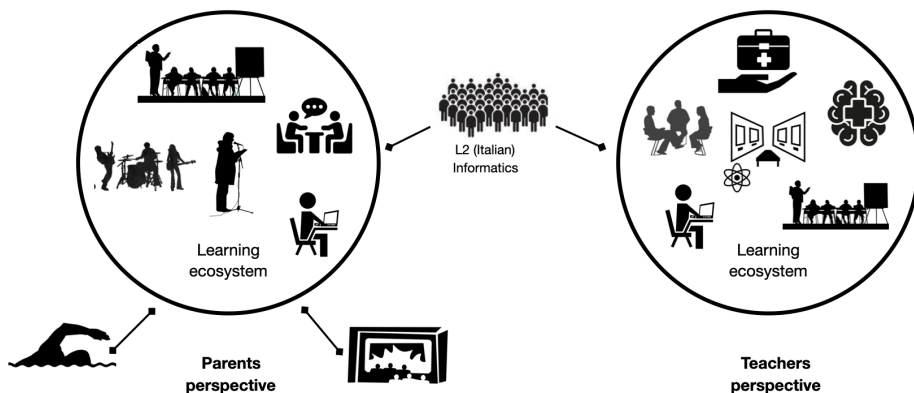 L2 (Italian)
Informatics
Learning
ecosystem
Learning
ecosystem
Parents
perspective
Teachers
perspective